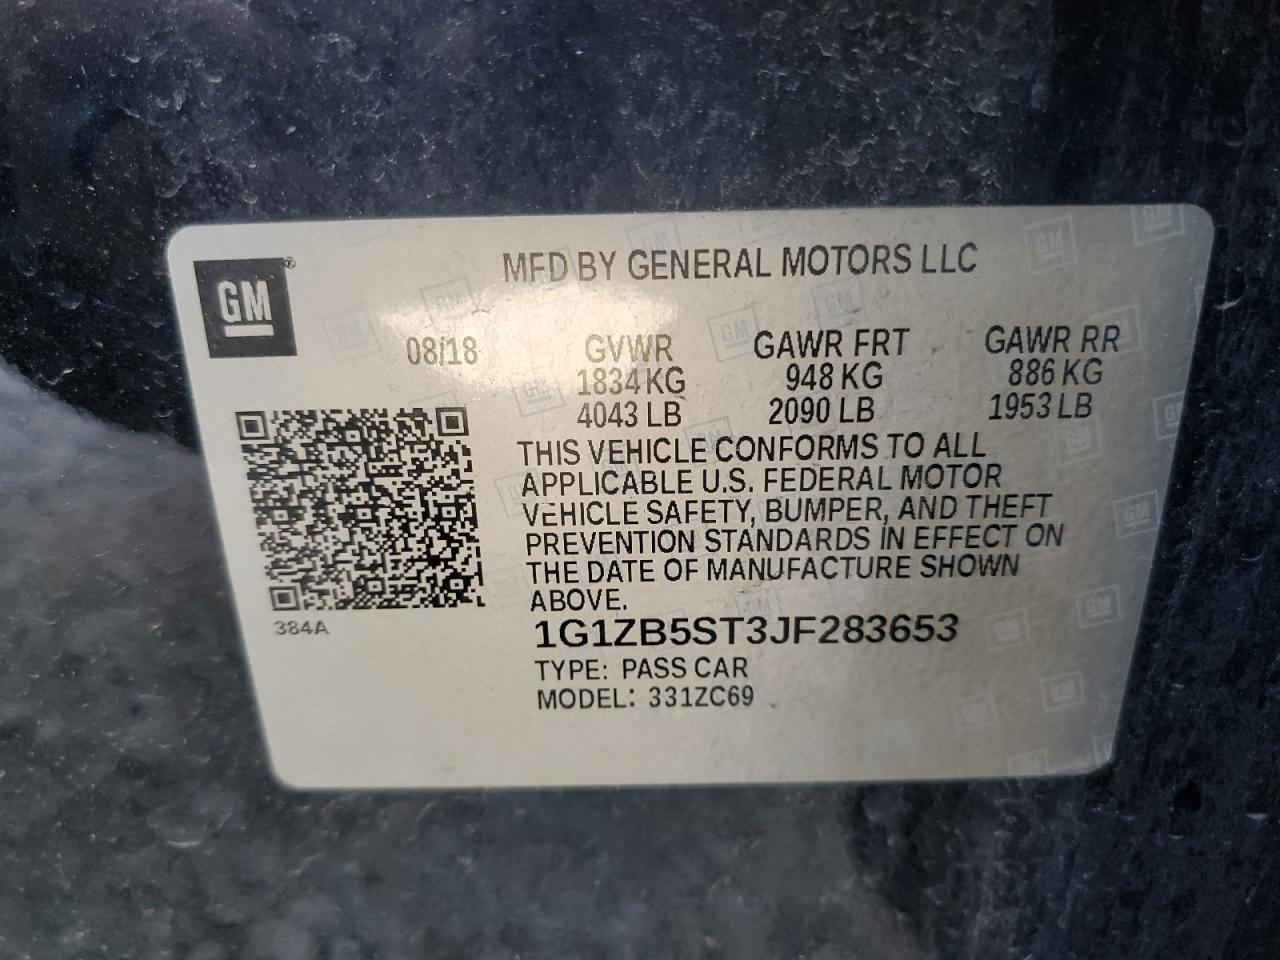 GM®
MFD BY GENERAL MOTORS LLC
08/18 GVWR GAWR FRT GAWR RR
1834 KG 948 KG 886 KG
4043 LB 2090 LB 1953 LB
THIS VEHICLE CONFORMS TO ALL
APPLICABLE U.S. FEDERAL MOTOR
VEHICLE SAFETY, BUMPER, AND THEFT
PREVENTION STANDARDS IN EFFECT ON
THE DATE OF MANUFACTURE SHOWN
ABOVE.
384A
1G1ZB5ST3JF283653
TYPE: PASS CAR
MODEL: 331ZC69